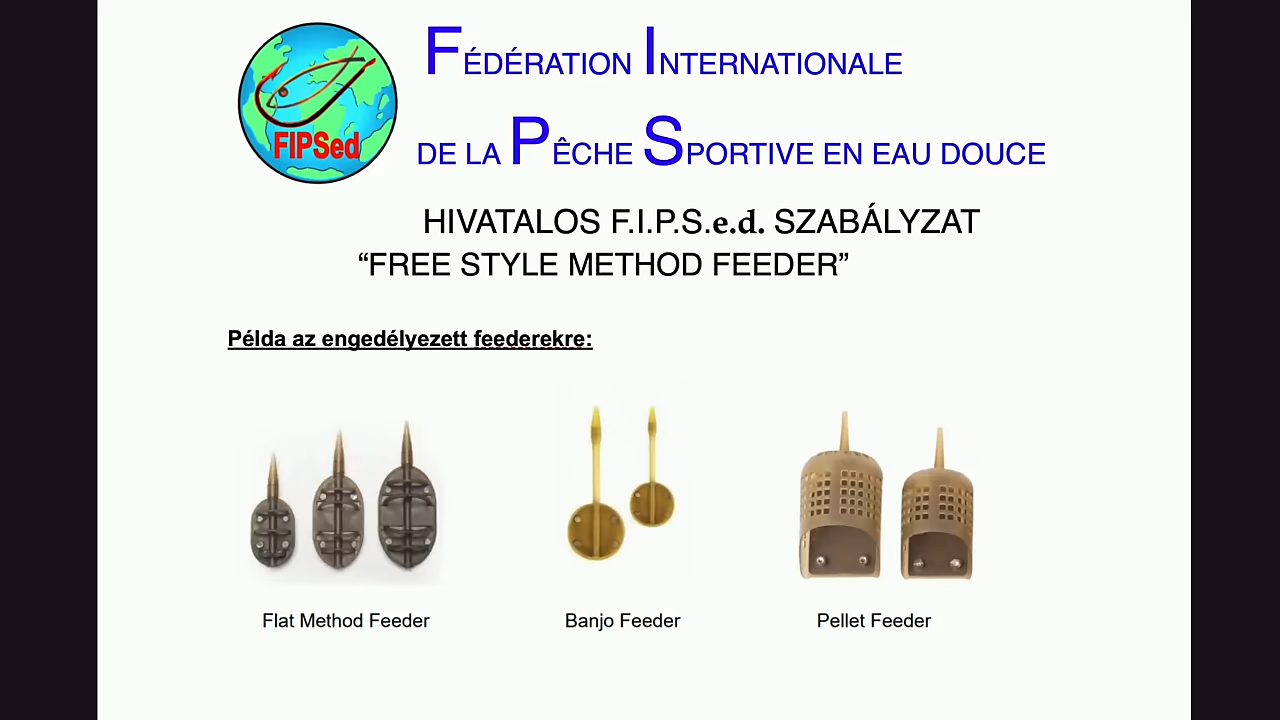 FIPSed
FÉDÉRATION INTERNATIONALE
DE LA PÊCHE SPORTIVE EN EAU DOUCE
HIVATALOS F.I.P.S.e.d. SZABÁLYZAT
“FREE STYLE METHOD FEEDER”
Példa az engedélyezett feederekre:
Flat Method Feeder
Banjo Feeder
Pellet Feeder